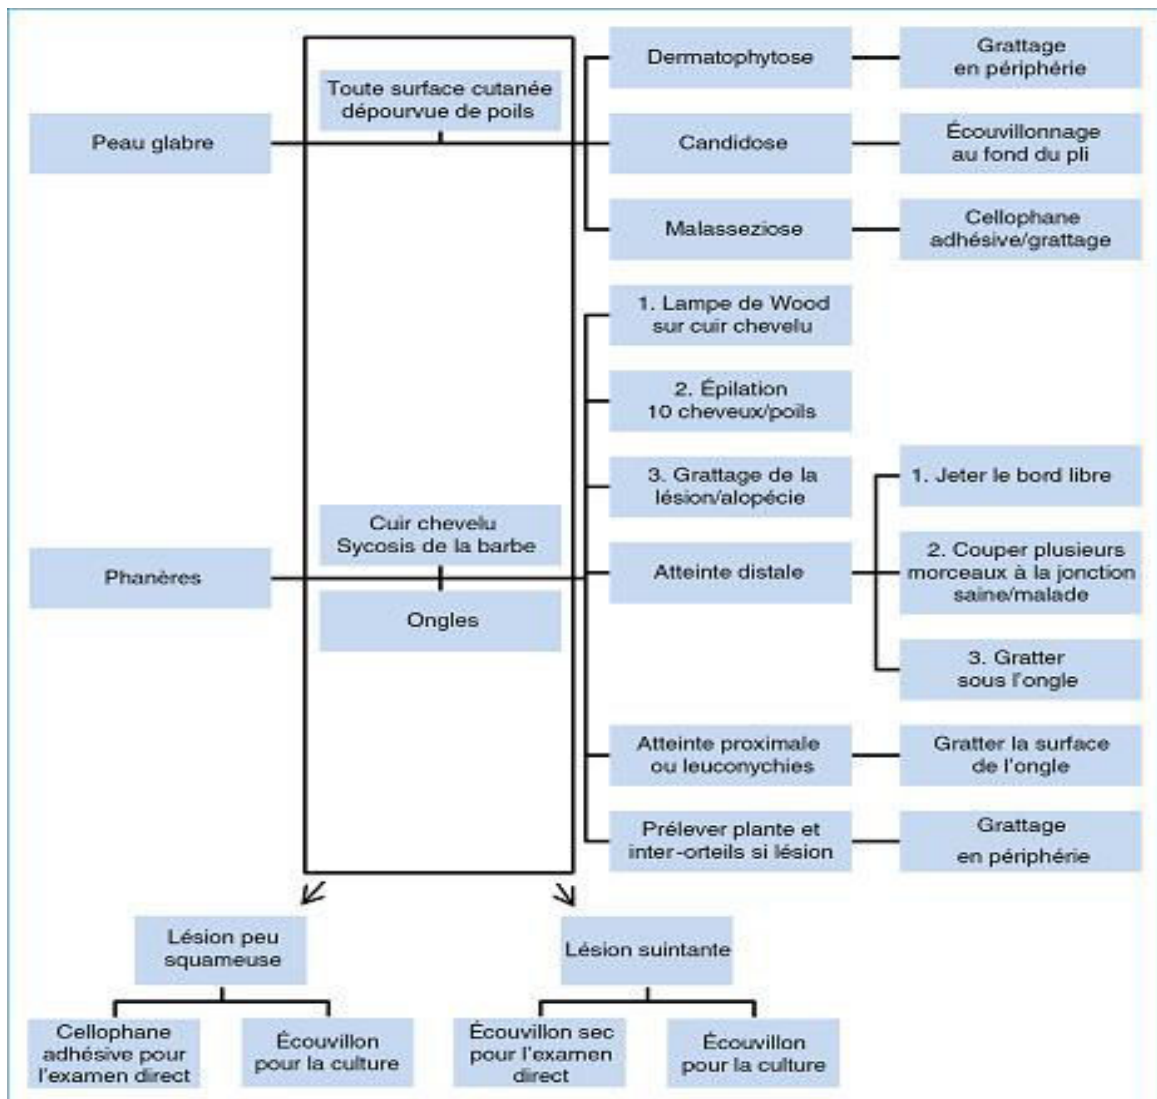 Peau glabre
Toute surface cutanée
dépourvue de poils
Dermatophytose
Grattage
en périphérie
Candidose
Écouvillonnage
au fond du pli
Malasseziose
Cellophane
adhésive/grattage
Phanères
Cuir chevelu
Sycosis de la barbe
Ongles
1. Lampe de Wood
sur cuir chevelu
2. Épilation
10 cheveux/poils
3. Grattage de la
lésion/alopécie
Atteinte distale
1. Jeter le bord libre
2. Couper plusieurs
morceaux à la jonction
saine/malade
3. Gratter
sous l'ongle
Atteinte proximale
ou leuconychies
Gratter la surface
de l'ongle
Prélever plante et
inter-orteils si lésion
Grattage
en périphérie
Lésion peu
squameuse
Cellophane
adhésive pour
l'examen direct
Écouvillon
pour la culture
Lésion suintante
Écouvillon sec
pour l'examen
direct
Écouvillon
pour la culture